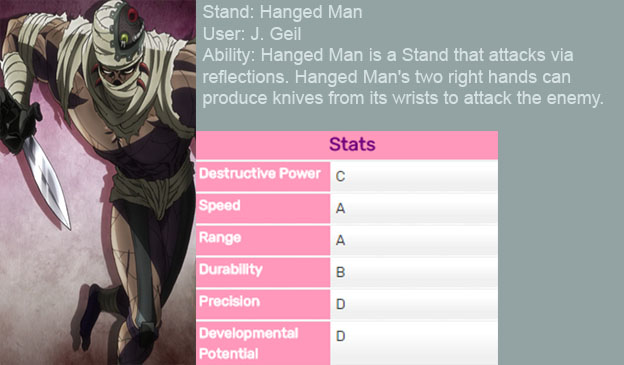 Stand: Hanged Man
User: J. Geil
Ability: Hanged Man is a Stand that attacks via
reflections. Hanged Man's two right hands can
produce knives from its wrists to attack the enemy.
Stats
Destructive Power C
Speed A
Range A
Durability B
Precision D
Developmental D
Potential